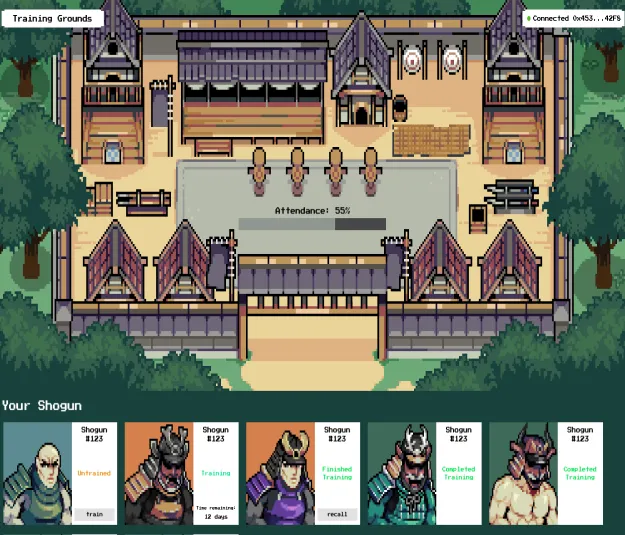 Training Grounds
Connected 0x453...42F8
Attendance: 55%
Your Shogun
Shogun
#123
Untrained
train
Shogun
#123
Training
Time remaining:
12 days
Shogun
#123
Finished
Training
recall
Shogun
#123
Completed
Training
Shogun
#123
Completed
Training